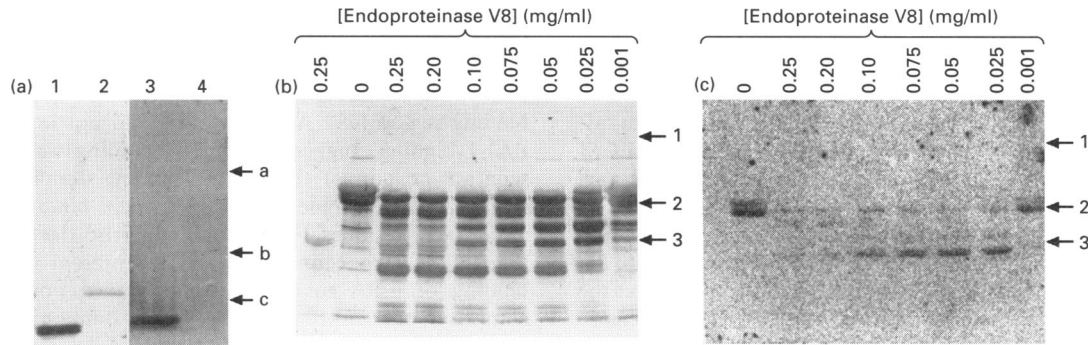 [Endoproteinase V8] (mg/ml)
[Endoproteinase V8] (mg/ml)
(a) 1 2 3 4
a
b
c
(b) 0.25 0 0.25 0.20 0.10 0.075 0.05 0.025 0.001
1
2
3
(c) 0 0.25 0.20 0.10 0.075 0.05 0.025 0.001
1
2
3